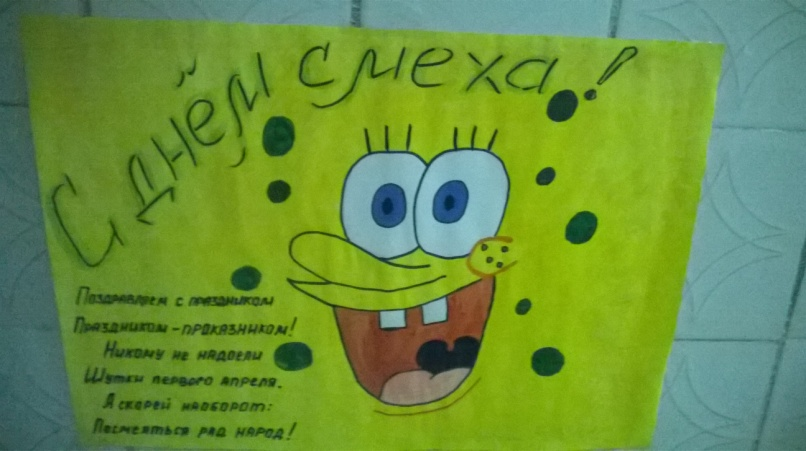 С днём смеха!
Поздравляем с праздником
Праздником-проказником!
Никому не надоели
Шутки первого апреля.
А скорей наоборот:
Посмеяться рад народ!